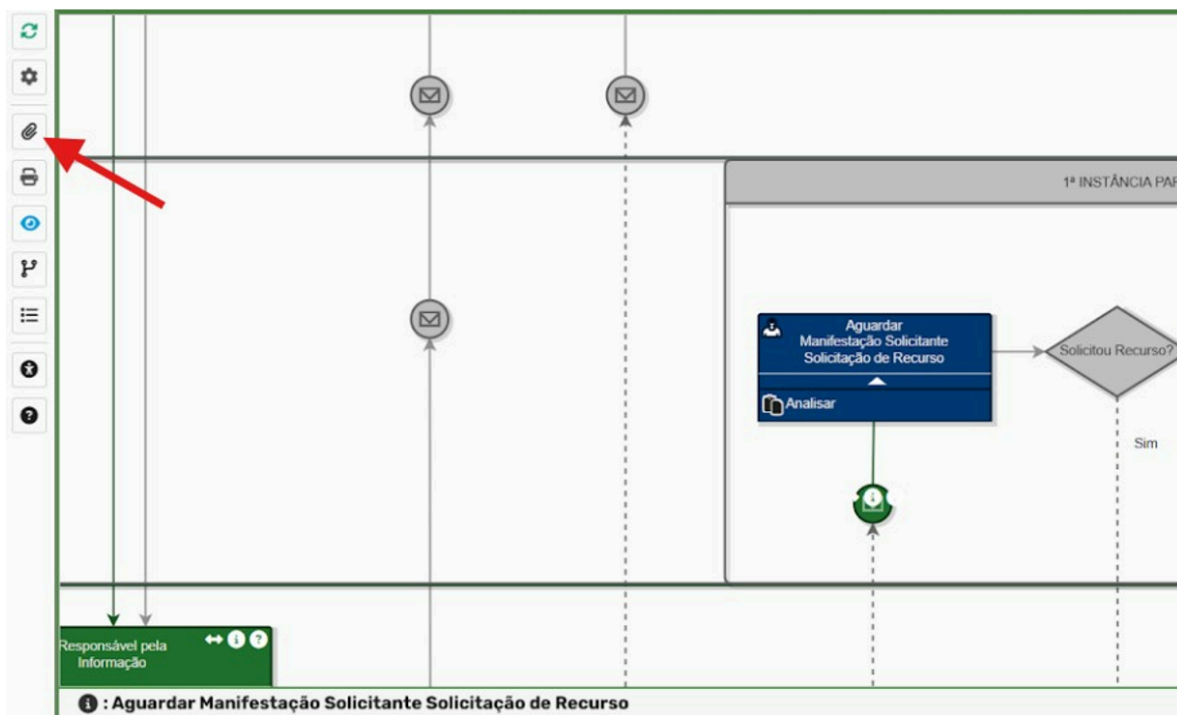 1ª INSTÂNCIA PAR
Aguardar
Manifestação Solicitante
Solicitação de Recurso
Analisar
Solicitou Recurso?
Sim
Responsável pela
Informação
: Aguardar Manifestação Solicitante Solicitação de Recurso